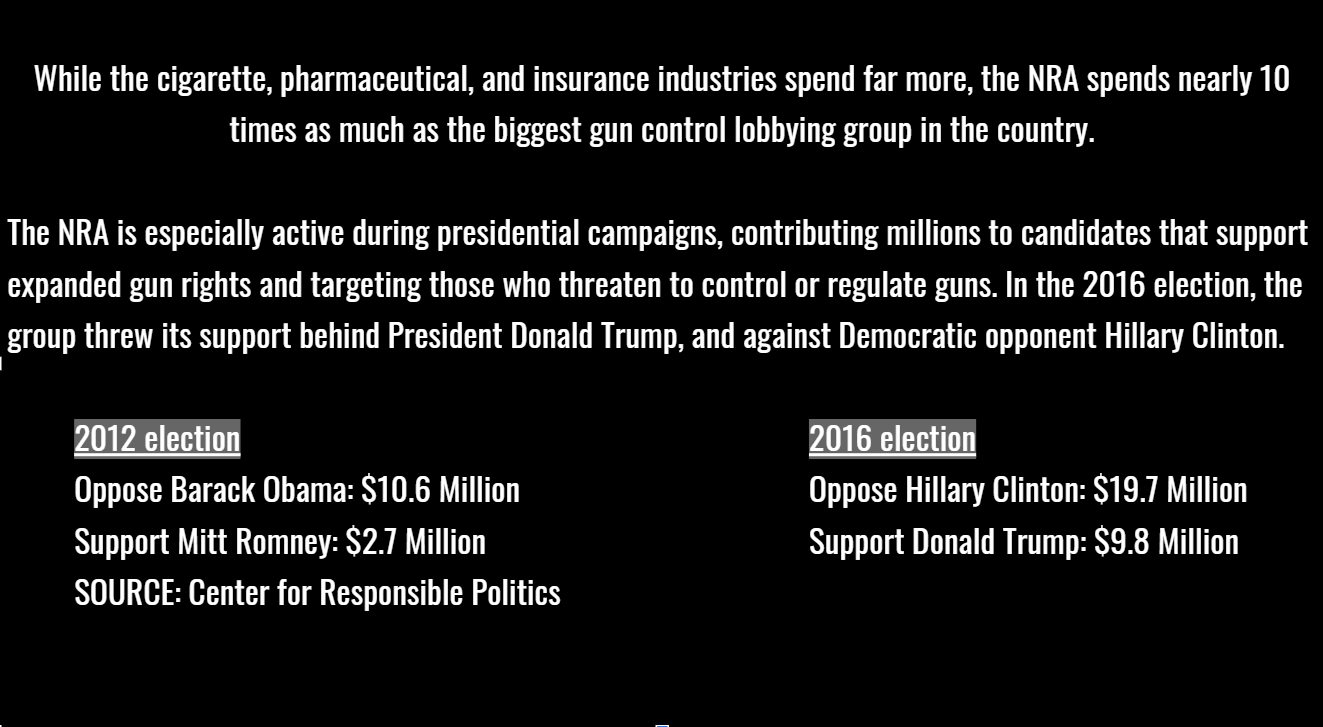 While the cigarette, pharmaceutical, and insurance industries spend far more, the NRA spends nearly 10
times as much as the biggest gun control lobbying group in the country.
The NRA is especially active during presidential campaigns, contributing millions to candidates that support
expanded gun rights and targeting those who threaten to control or regulate guns. In the 2016 election, the
group threw its support behind President Donald Trump, and against Democratic opponent Hillary Clinton.
2012 election
Oppose Barack Obama: $10.6 Million
Support Mitt Romney: $2.7 Million
SOURCE: Center for Responsible Politics
2016 election
Oppose Hillary Clinton: $19.7 Million
Support Donald Trump: $9.8 Million